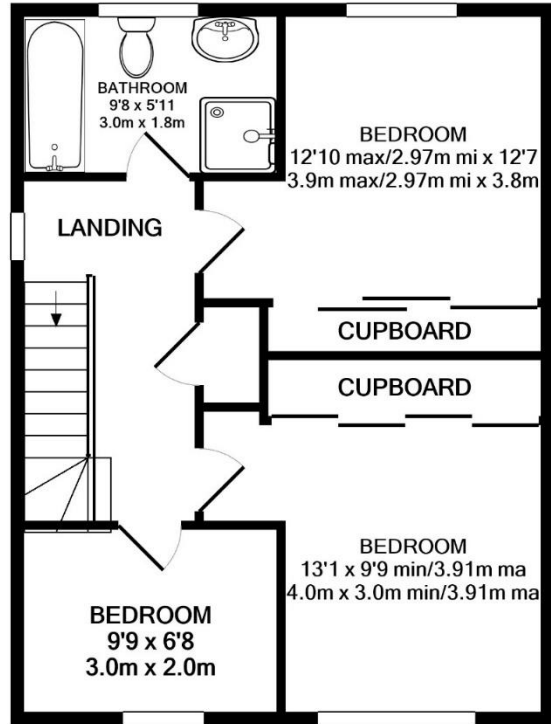 BATHROOM
9'8 x 5'11
3.0m x 1.8m
BEDROOM
12'10 max/2.97m mi x 12'7
3.9m max/2.97m mi x 3.8m
LANDING
CUPBOARD
CUPBOARD
BEDROOM
13'1 x 9'9 min/3.91m ma
4.0m x 3.0m min/3.91m ma
BEDROOM
9'9 x 6'8
3.0m x 2.0m